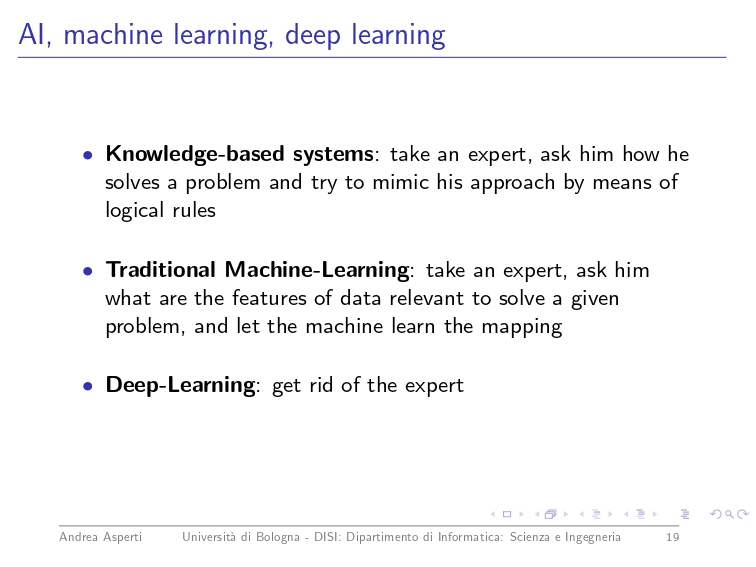 AI, machine learning, deep learning
• Knowledge-based systems: take an expert, ask him how he
solves a problem and try to mimic his approach by means of
logical rules
• Traditional Machine-Learning: take an expert, ask him
what are the features of data relevant to solve a given
problem, and let the machine learn the mapping
• Deep-Learning: get rid of the expert
Andrea Asperti Università di Bologna - DISI: Dipartimento di Informatica: Scienza e Ingegneria 19